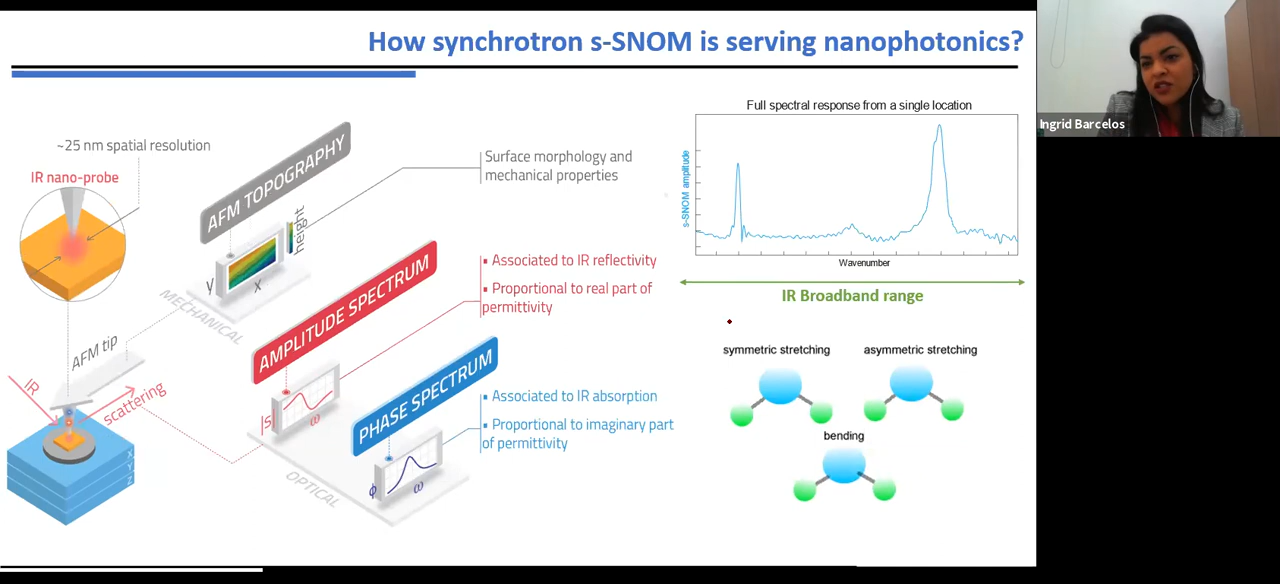 How synchrotron s-SNOM is serving nanophotonics?
Ingrid Barcelos
~25 nm spatial resolution
IR nano-probe
AFM TOPOGRAPHY
height
y
x
MECHANICAL
Surface morphology and
mechanical properties
AMPLITUDE SPECTRUM
|S|
ω
▪ Associated to IR reflectivity
▪ Proportional to real part of
permittivity
PHASE SPECTRUM
ϕ
ω
OPTICAL
▪ Associated to IR absorption
▪ Proportional to imaginary part
of permittivity
AFM tip
IR
scattering
X
Y
Z
Full spectral response from a single location
s-SNOM amplitude
Wavenumber
IR Broadband range
symmetric stretching
asymmetric stretching
bending